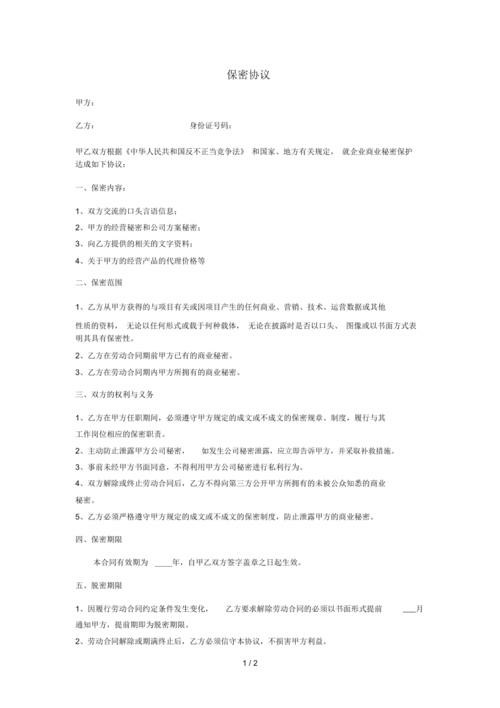 保密协议
甲方：
乙方： 身份证号码：
甲乙双方根据《中华人民共和国反不正当竞争法》 和国家、地方有关规定， 就企业商业秘密保护
达成如下协议：
一、保密内容：
1、双方交流的口头言语信息；
2、甲方的经营秘密和公司方案秘密；
3、向乙方提供的相关的文字资料；
4、关于甲方的经营产品的代理价格等
二、保密范围
1、乙方从甲方获得的与项目有关或因项目产生的任何商业、营销、技术、运营数据或其他
性质的资料， 无论以任何形式或载于何种载体， 无论在披露时是否以口头、 图像或以书面方式表
明其具有保密性。
2、乙方在劳动合同期前甲方已有的商业秘密。
3、乙方在劳动合同期内甲方所拥有的商业秘密。
三、双方的权利与义务
1、乙方在甲方任职期间，必须遵守甲方规定的成文或不成文的保密规章、制度，履行与其
工作岗位相应的保密职责。
2、主动防止泄露甲方公司秘密， 如发生公司秘密泄露，应立即告诉甲方，并采取补救措施。
3、事前未经甲方书面同意，不得利用甲方公司秘密进行私利行为。
4、双方解除或终止劳动合同后，乙方不得向第三方公开甲方所拥有的未被公众知悉的商业
秘密。
5、乙方必须严格遵守甲方规定的成文或不成文的保密制度，防止泄露甲方的商业秘密。
四、保密期限
本合同有效期为 ____年，自甲乙双方签字盖章之日起生效。
五、脱密期限
1、因履行劳动合同约定条件发生变化， 乙方要求解除劳动合同的必须以书面形式提前 ___月
通知甲方，提前期即为脱密期限。
2、劳动合同解除或期满终止后，乙方必须信守本协议，不损害甲方利益。
1 / 2